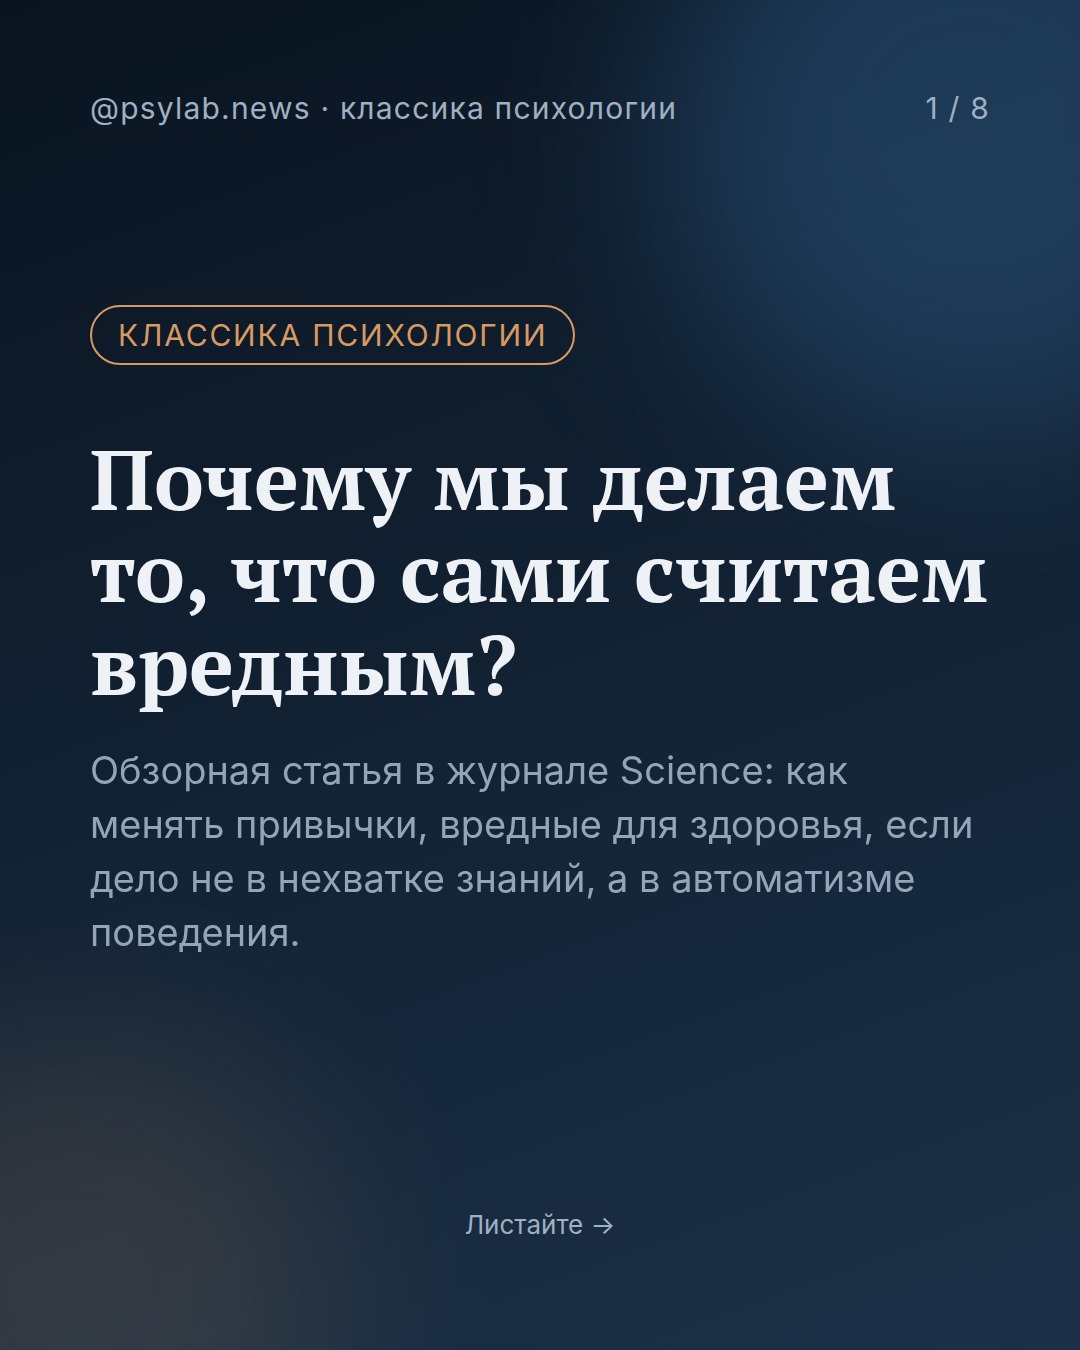 @psylab.news · классика психологии
1 / 8
КЛАССИКА ПСИХОЛОГИИ
Почему мы делаем
то, что сами считаем
вредным?
Обзорная статья в журнале Science: как
менять привычки, вредные для здоровья, если
дело не в нехватке знаний, а в автоматизме
поведения.
Листайте →